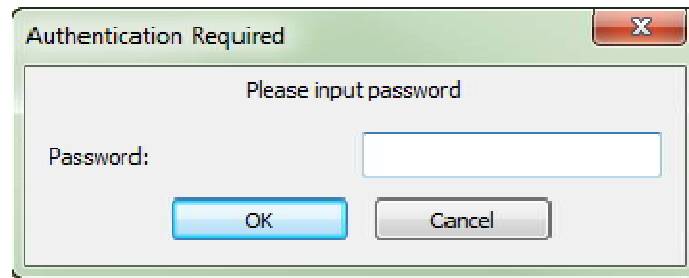 Authentication Required
Please input password
Password:
OK
Cancel